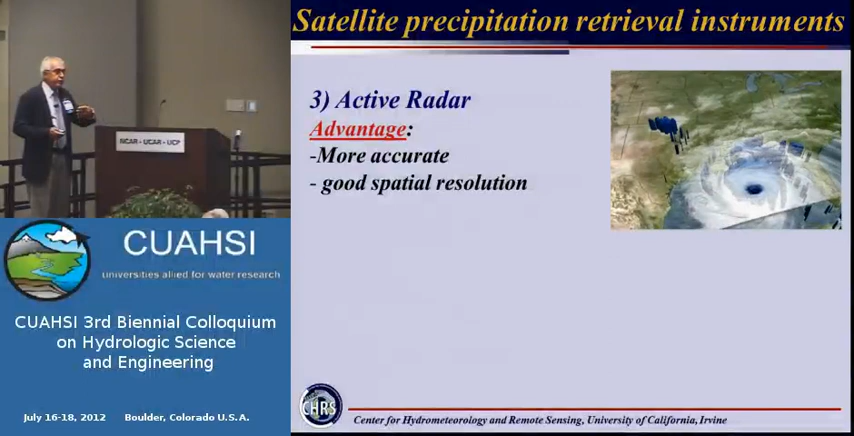 Satellite precipitation retrieval instruments
3) Active Radar
Advantage:
-More accurate
- good spatial resolution
NCAR - UCAR - UCP
CUAHSI
universities allied for water research
CUAHSI 3rd Biennial Colloquium
on Hydrologic Science
and Engineering
July 16-18, 2012 Boulder, Colorado U.S.A.
CHRS
Center for Hydrometeorology and Remote Sensing, University of California, Irvine